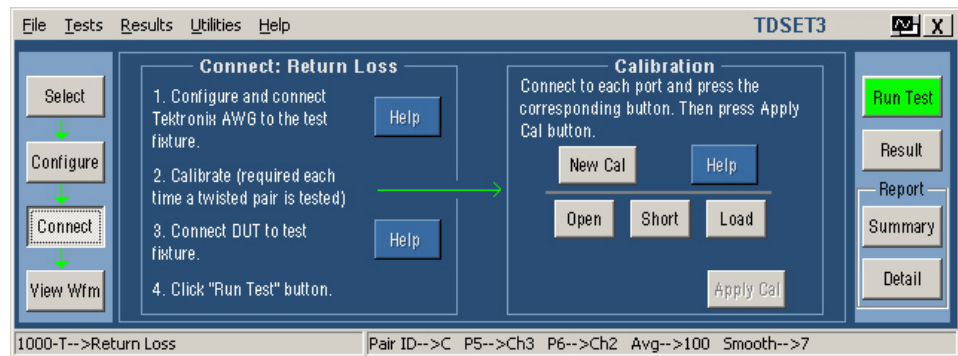 File Tests Results Utilities Help TDSET3 X
Select
Configure
Connect
View Wfm
Connect: Return Loss
1. Configure and connect
Tektronix AWG to the test
fixture.
Help
2. Calibrate (required each
time a twisted pair is tested)
3. Connect DUT to test
fixture.
Help
4. Click "Run Test" button.
Calibration
Connect to each port and press the
corresponding button. Then press Apply
Cal button.
New Cal Help
Open Short Load
Apply Cal
Run Test
Result
Report
Summary
Detail
1000-T-->Return Loss Pair ID-->C P5-->Ch3 P6-->Ch2 Avg-->100 Smooth-->7